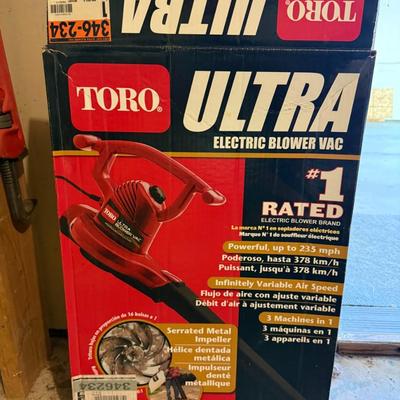 346-234
ULTRA
TORO
TORO
ULTRA
ELECTRIC BLOWER VAC
#1
RATED
ELECTRIC BLOWER BRAND
La marca N° 1 en sopladores eléctricos
Marque N° 1 de souffleur électrique
Powerful, up to 235 mph
Poderoso, hasta 378 km/h
Puissant, jusqu'à 378 km/h
Infinitely Variable Air Speed
Flujo de aire con ajuste variable
Débit d'air à ajustement variable
3 Machines in 1
3 máquinas en 1
3 appareils en 1
TORO
ULTRA
Serrated Metal
Impeller
Hélice dentada
metálica
Impulseur
denté
métallique
346234